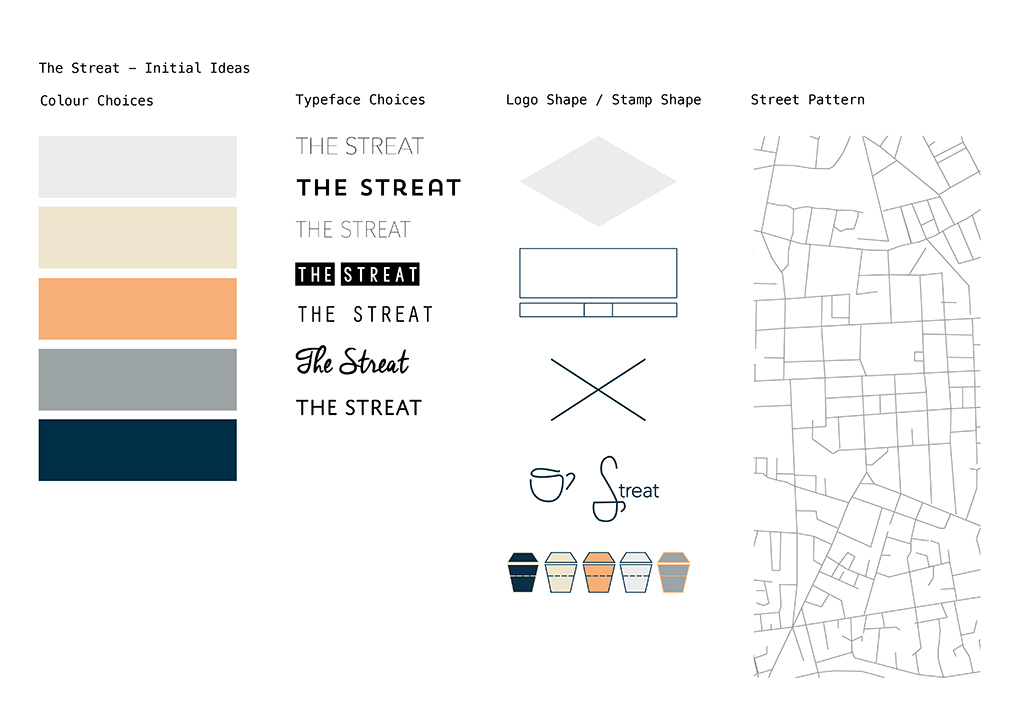 The Streat – Initial Ideas
Colour Choices
Typeface Choices
THE STREAT
THE STREAT
THE STREAT
THE STREAT
THE STREAT
The Streat
THE STREAT
Logo Shape / Stamp Shape
Streat
Street Pattern